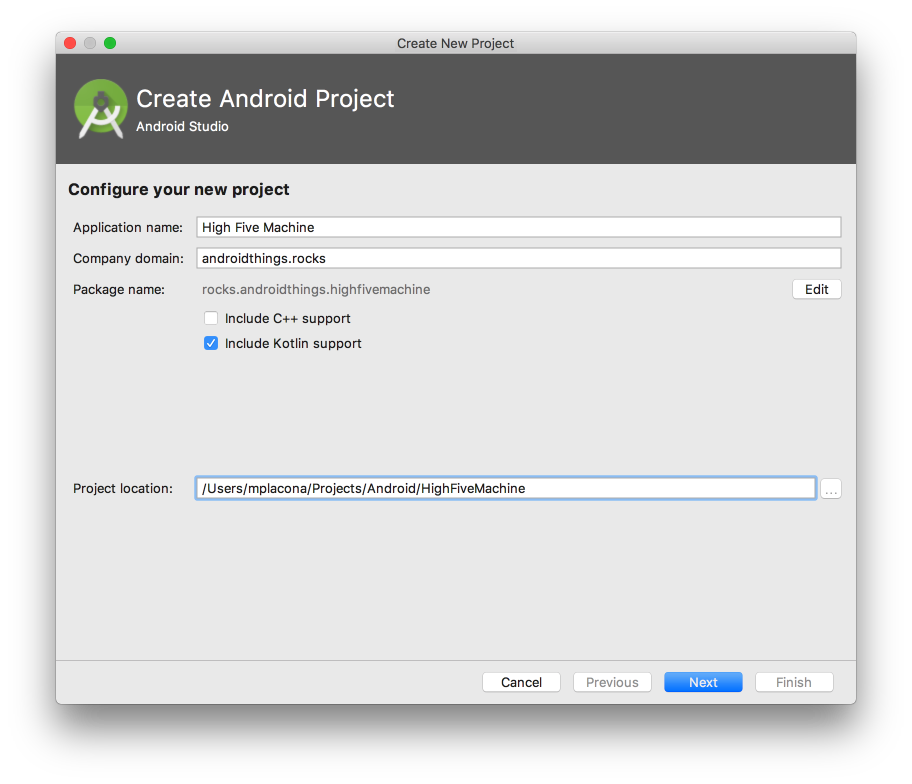 Create New Project
Create Android Project
Android Studio
Configure your new project
Application name: High Five Machine
Company domain: androidthings.rocks
Package name: rocks.androidthings.highfivemachine Edit
Include C++ support
Include Kotlin support
Project location: /Users/mplacona/Projects/Android/HighFiveMachine ...
Cancel Previous Next Finish